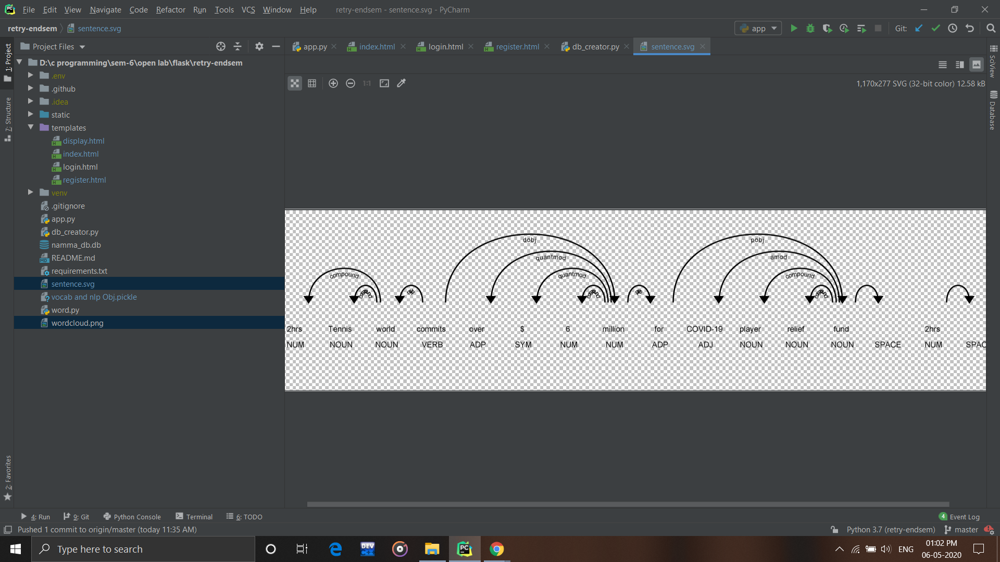 File Edit View Navigate Code Refactor Run Tools VCS Window Help retry-endsem - sentence.svg - PyCharm
retry-endsem sentence.svg app Git:
Project Files
app.py index.html login.html register.html db_creator.py sentence.svg
1: Project
7: Structure
2: Favorites
SciView
Database
D:\c programming\sem-6\open lab\flask\retry-endsem
.env
.github
.idea
static
templates
display.html
index.html
login.html
register.html
venv
.gitignore
app.py
db_creator.py
namma_db.db
README.md
requirements.txt
sentence.svg
vocab and nlp Obj.pickle
word.py
wordcloud.png
1:1
1,170x277 SVG (32-bit color) 12.58 kB
dobj pobj
quantmod amod
compound quantmod compound
2hrs Tennis world commits over $ 6 million for COVID-19 player relief fund 2hrs
NUM NOUN NOUN VERB ADP SYM NUM NUM ADP ADJ NOUN NOUN NOUN SPACE NUM SPAC
4: Run 9: Git Python Console Terminal 6: TODO 4 Event Log
Pushed 1 commit to origin/master (today 11:35 AM) Python 3.7 (retry-endsem) master
Type here to search
DEV
PC
ENG
01:02 PM
06-05-2020